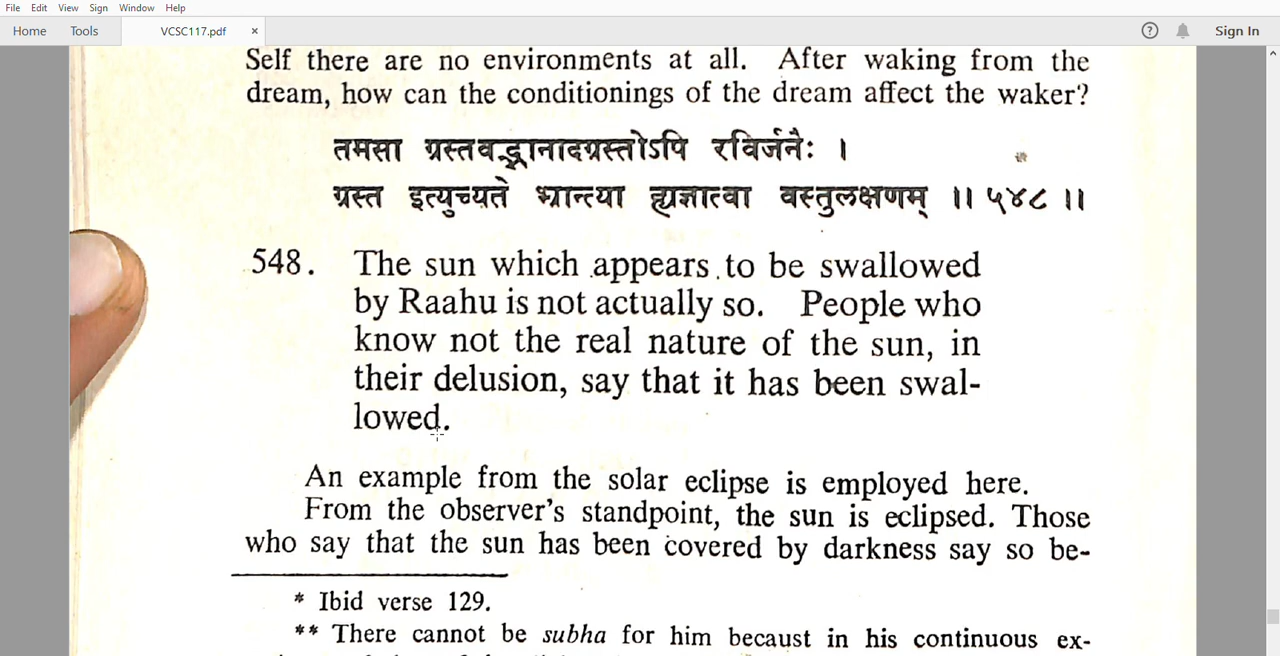 File Edit View Sign Window Help
Home Tools VCSC117.pdf × ? Sign In
Self there are no environments at all. After waking from the
dream, how can the conditionings of the dream affect the waker?
तमसा ग्रस्तवद्भानादग्रस्तोऽपि रविर्जनैः ।
ग्रस्त इत्युच्यते भ्रान्त्या ह्यज्ञात्वा वस्तुलक्षणम् ॥ ५४८ ॥
548. The sun which appears to be swallowed
by Raahu is not actually so. People who
know not the real nature of the sun, in
their delusion, say that it has been swal-
lowed.
An example from the solar eclipse is employed here.
From the observer's standpoint, the sun is eclipsed. Those
who say that the sun has been covered by darkness say so be-
* Ibid verse 129.
** There cannot be subha for him becaust in his continuous ex-